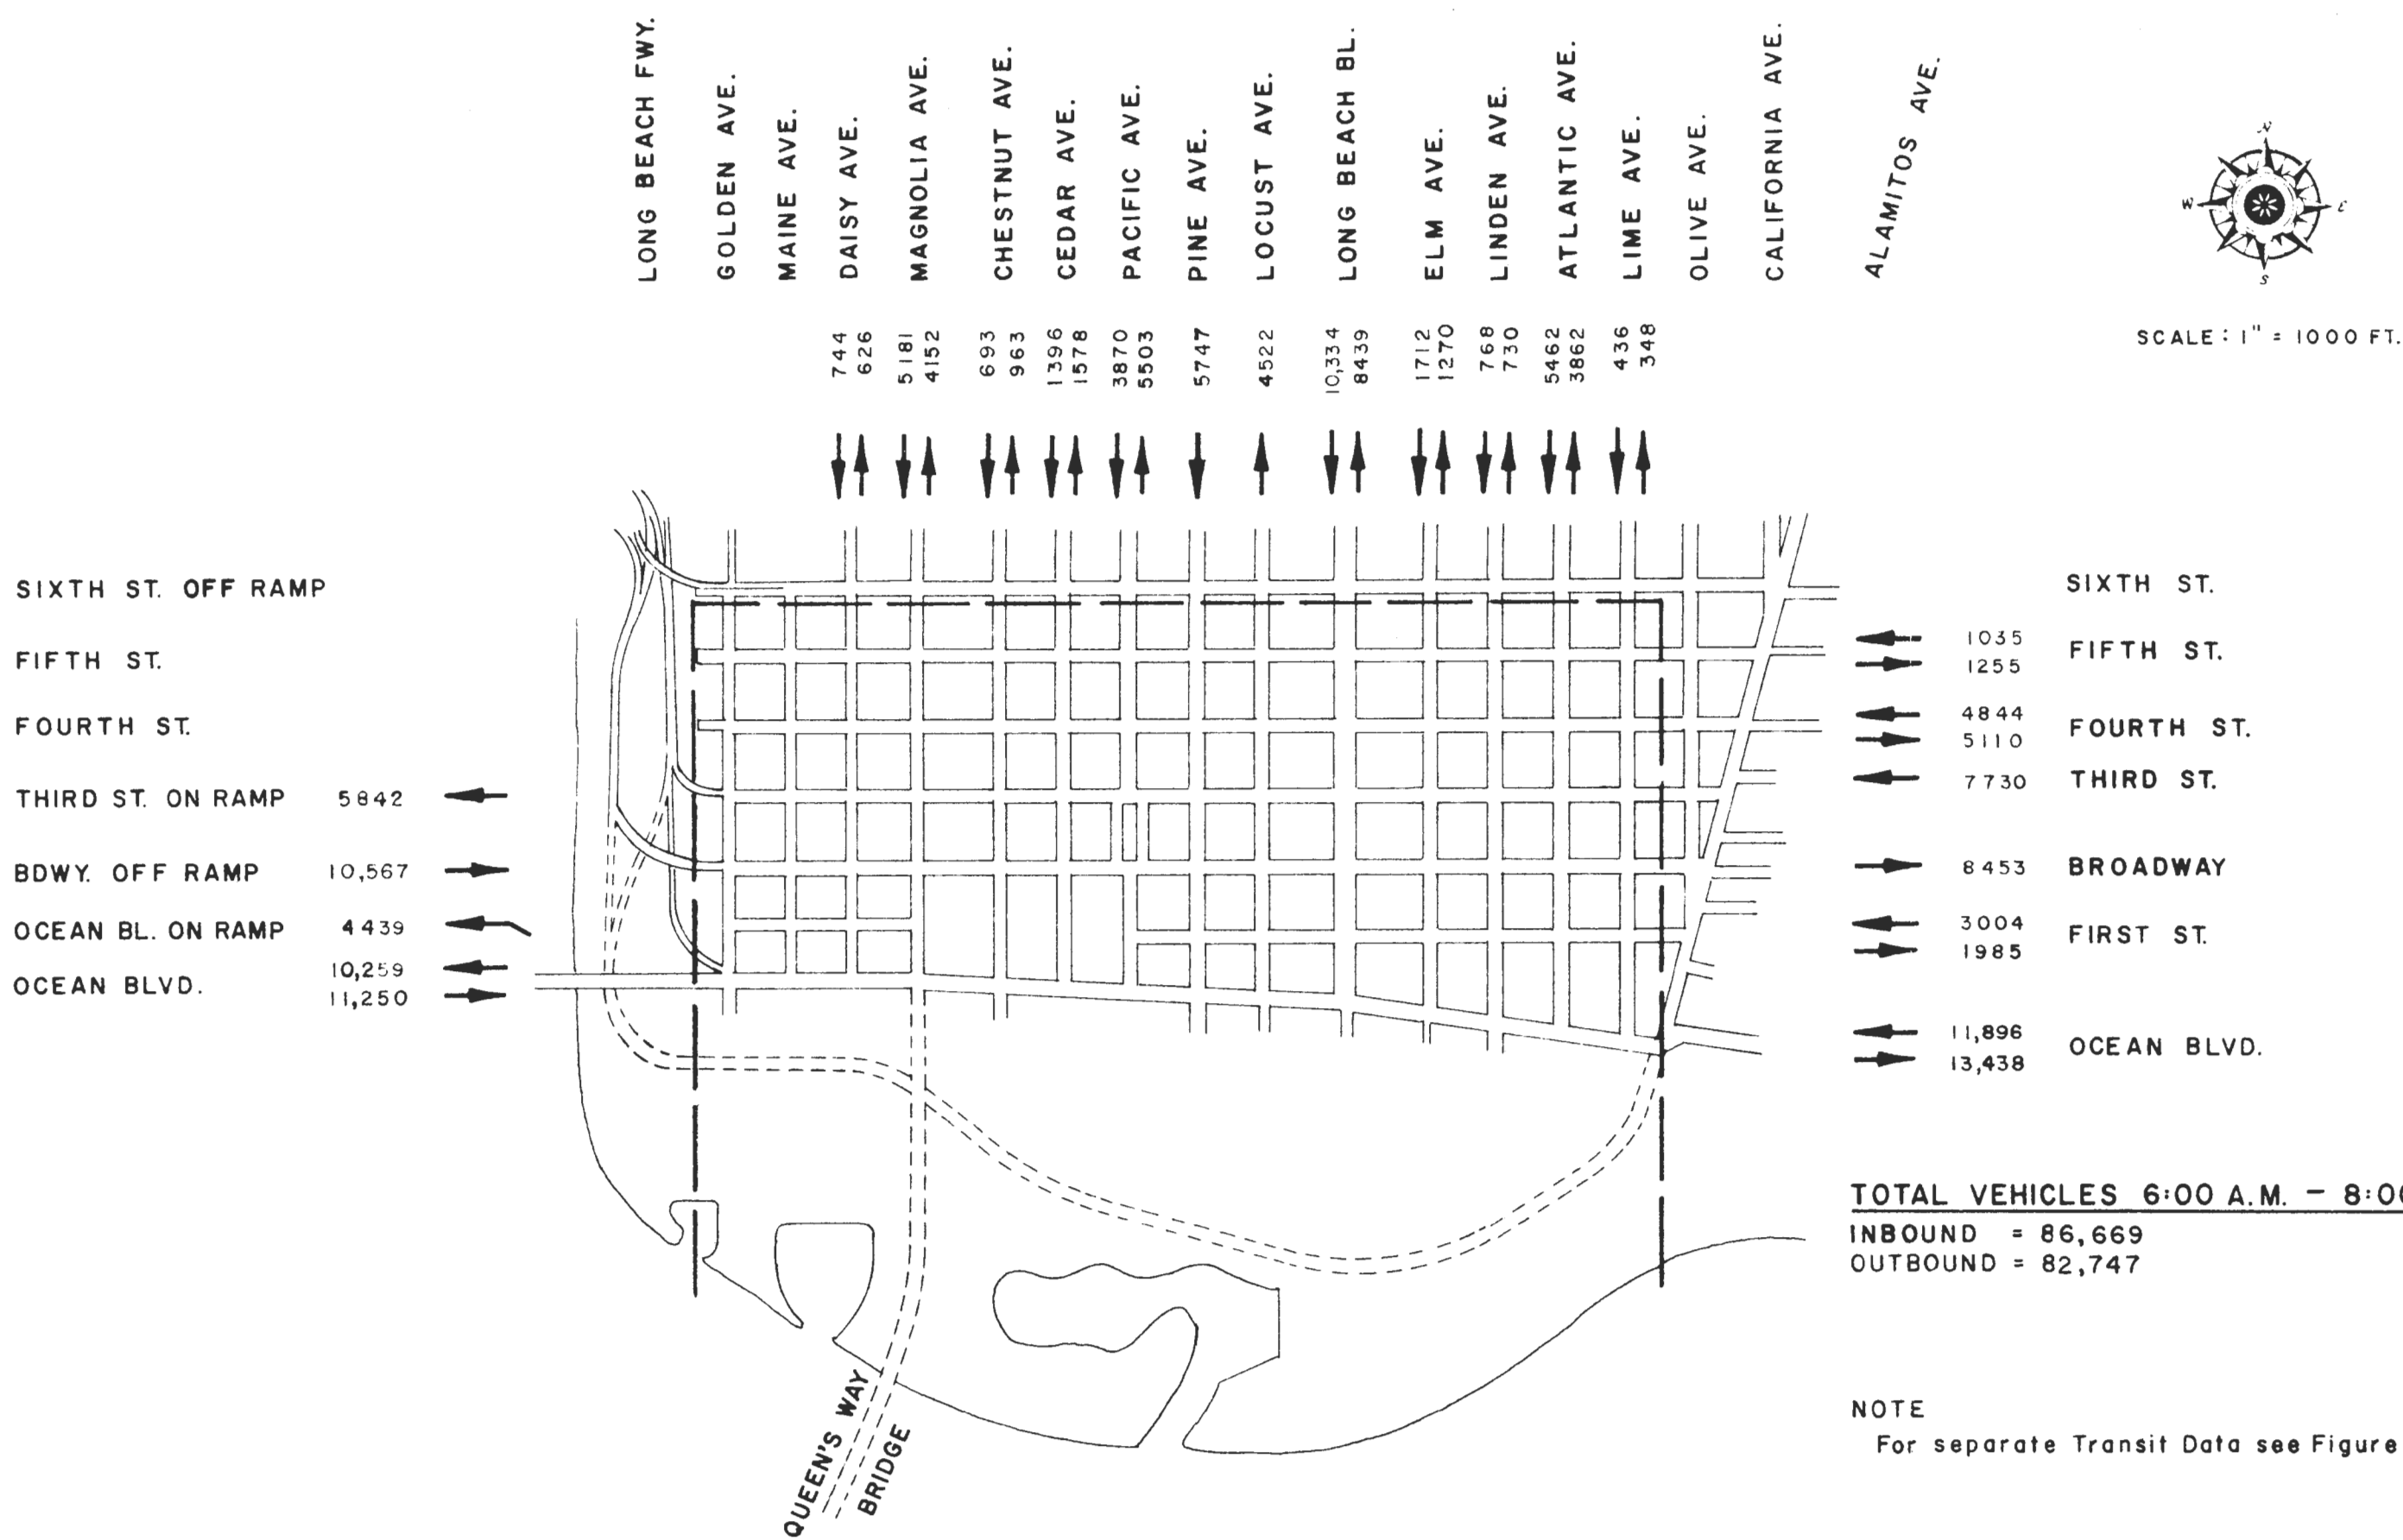 LONG BEACH FWY.
GOLDEN AVE.
MAINE AVE.
DAISY AVE.
MAGNOLIA AVE.
CHESTNUT AVE.
CEDAR AVE.
PACIFIC AVE.
PINE AVE.
LOCUST AVE.
LONG BEACH BL.
ELM AVE.
LINDEN AVE.
ATLANTIC AVE.
LIME AVE.
OLIVE AVE.
CALIFORNIA AVE.
ALAMITOS AVE.
N
W
E
S
SCALE: 1" = 1000 FT.
744
626
5181
4152
693
963
1396
1578
3870
5503
5747
4522
10,334
8439
1712
1270
768
730
5462
3862
436
348
SIXTH ST. OFF RAMP
FIFTH ST.
FOURTH ST.
THIRD ST. ON RAMP 5842
BDWY. OFF RAMP 10,567
OCEAN BL. ON RAMP 4439
10,259
OCEAN BLVD.
11,250
SIXTH ST.
1035
FIFTH ST.
1255
4844
FOURTH ST.
5110
7730 THIRD ST.
8453 BROADWAY
3004
FIRST ST.
1985
11,896
OCEAN BLVD.
13,438
TOTAL VEHICLES 6:00 A.M. - 8:00
INBOUND = 86,669
OUTBOUND = 82,747
NOTE
For separate Transit Data see Figure
QUEEN'S WAY
BRIDGE